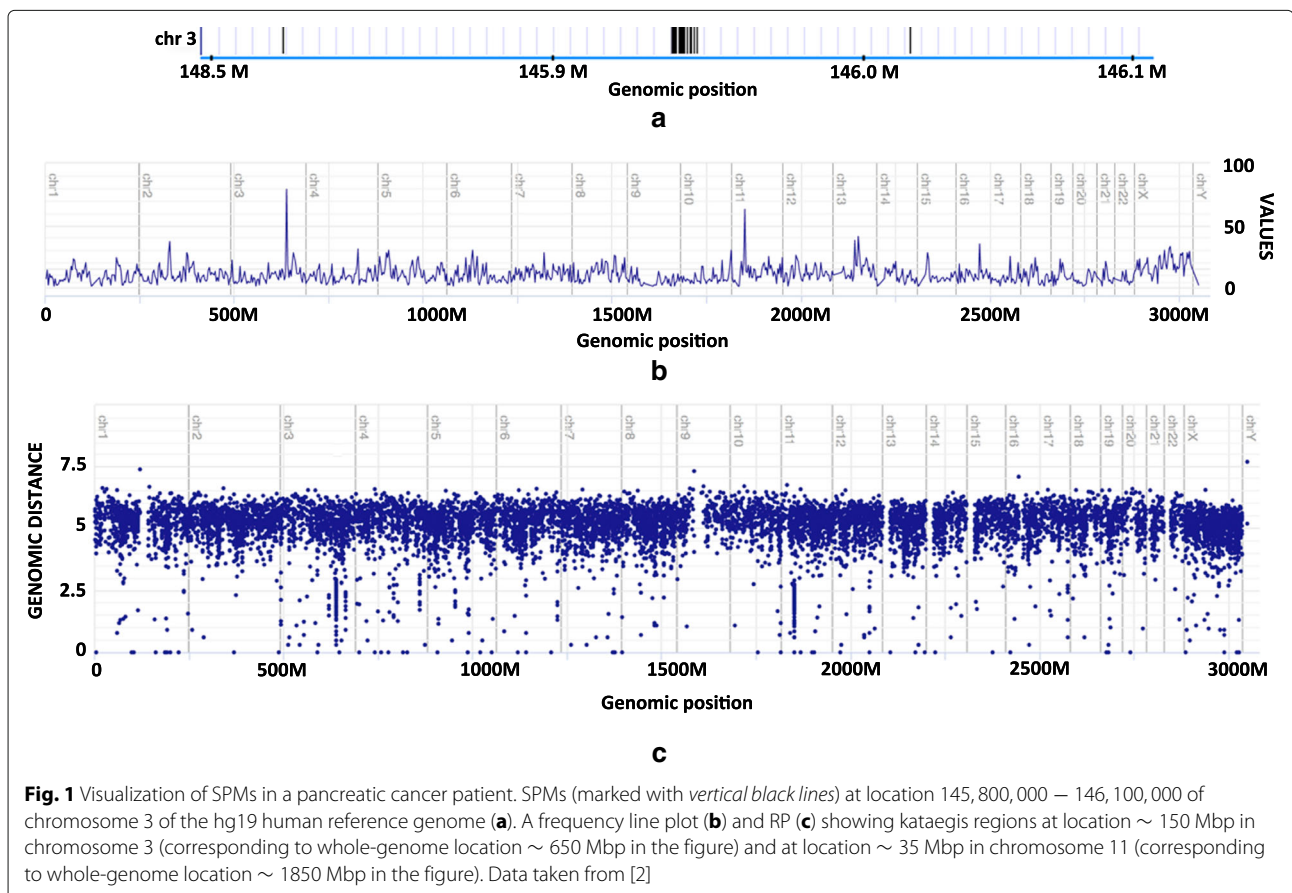 chr 3
148.5 M 145.9 M 146.0 M 146.1 M
Genomic position
a
chr1 chr2 chr3 chr4 chr5 chr6 chr7 chr8 chr9 chr10 chr11 chr12 chr13 chr14 chr15 chr16 chr17 chr18 chr19 chr20 chr21 chr22 chrX chrY
100
50
0
VALUES
0 500M 1000M 1500M 2000M 2500M 3000M
Genomic position
b
chr1 chr2 chr3 chr4 chr5 chr6 chr7 chr8 chr9 chr10 chr11 chr12 chr13 chr14 chr15 chr16 chr17 chr18 chr19 chr20 chr21 chr22 chrX chrY
GENOMIC DISTANCE
7.5
5
2.5
0
0 500M 1000M 1500M 2000M 2500M 3000M
Genomic position
c
Fig. 1 Visualization of SPMs in a pancreatic cancer patient. SPMs (marked with vertical black lines) at location 145, 800, 000 − 146, 100, 000 of
chromosome 3 of the hg19 human reference genome (a). A frequency line plot (b) and RP (c) showing kataegis regions at location ∼ 150 Mbp in
chromosome 3 (corresponding to whole-genome location ∼ 650 Mbp in the figure) and at location ∼ 35 Mbp in chromosome 11 (corresponding
to whole-genome location ∼ 1850 Mbp in the figure). Data taken from [2]